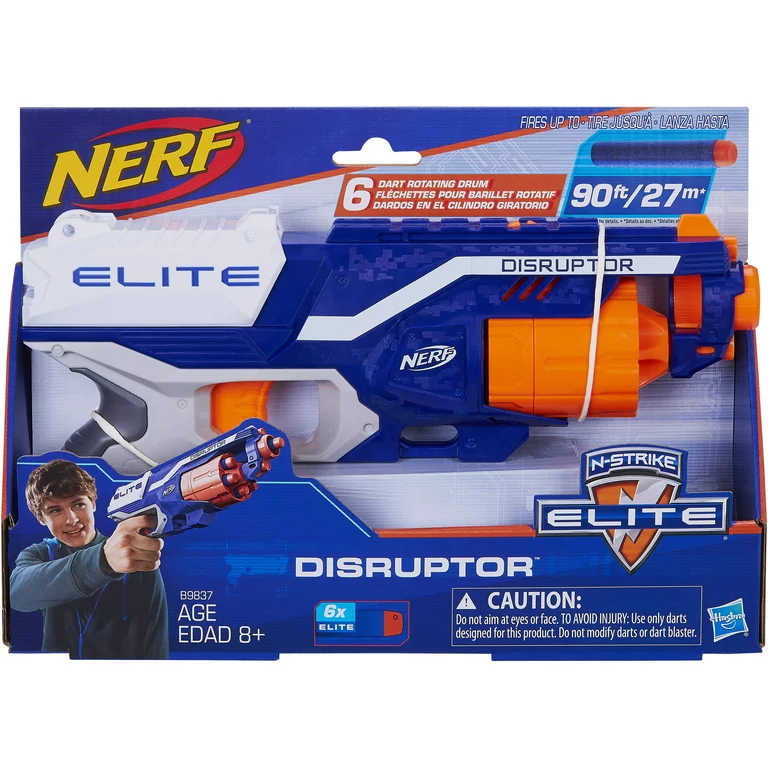 NERF
FIRES UP TO • TIRE JUSQU'À • LANZA HASTA
6 DART ROTATING DRUM
FLÉCHETTES POUR BARILLET ROTATIF
DARDOS EN EL CILINDRO GIRATORIO
90ft/27m*
ELITE
DISRUPTOR
NERF
DISRUPTOR
ELITE
NERF
N-STRIKE
ELITE
DISRUPTOR™
B9837
AGE
EDAD 8+
6x
ELITE
CAUTION:
Do not aim at eyes or face. TO AVOID INJURY: Use only darts
designed for this product. Do not modify darts or dart blaster.
Hasbro